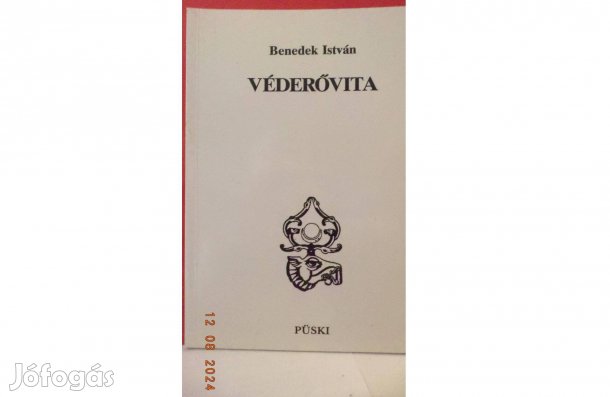 Benedek István
VÉDERŐVITA
PÜSKI
12 08 2024
Jófogás